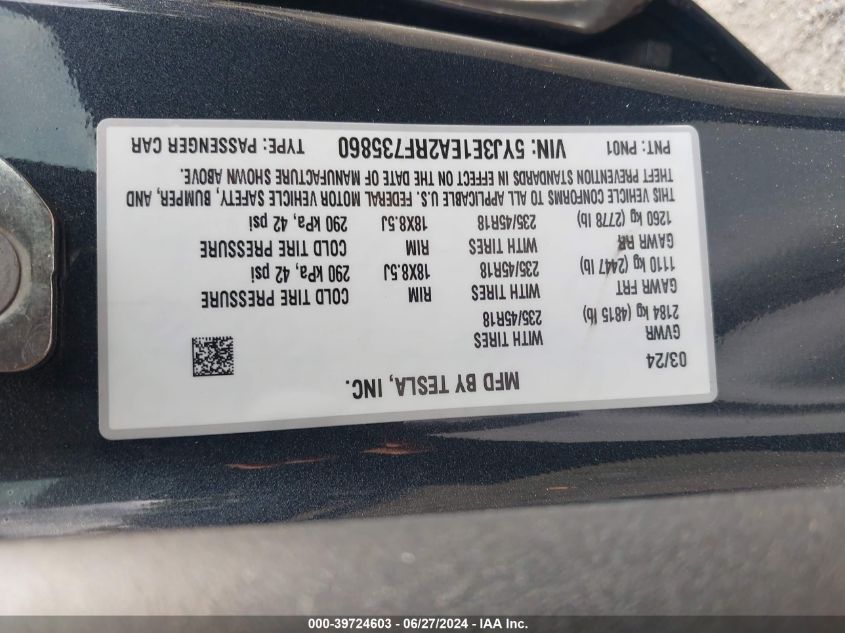 MFD BY TESLA, INC.
03/24
GVWR WITH TIRES
2184 kg (4815 lb) 235/45R18
GAWR FRT WITH TIRES RIM COLD TIRE PRESSURE
1110 kg (2447 lb) 235/45R18 18X8.5J 290 kPa, 42 psi
GAWR RR WITH TIRES RIM COLD TIRE PRESSURE
1260 kg (2778 lb) 235/45R18 18X8.5J 290 kPa, 42 psi
THIS VEHICLE CONFORMS TO ALL APPLICABLE FEDERAL U.S. MOTOR VEHICLE SAFETY, BUMPER, AND,
THEFT PREVENTION STANDARDS IN EFFECT ON THE DATE OF MANUFACTURE SHOWN ABOVE.
PNT: PN01 VIN: 5YJ3E1EA2RF735860 TYPE: PASSENGER CAR
000-39724603 - 06/27/2024 - IAA Inc.